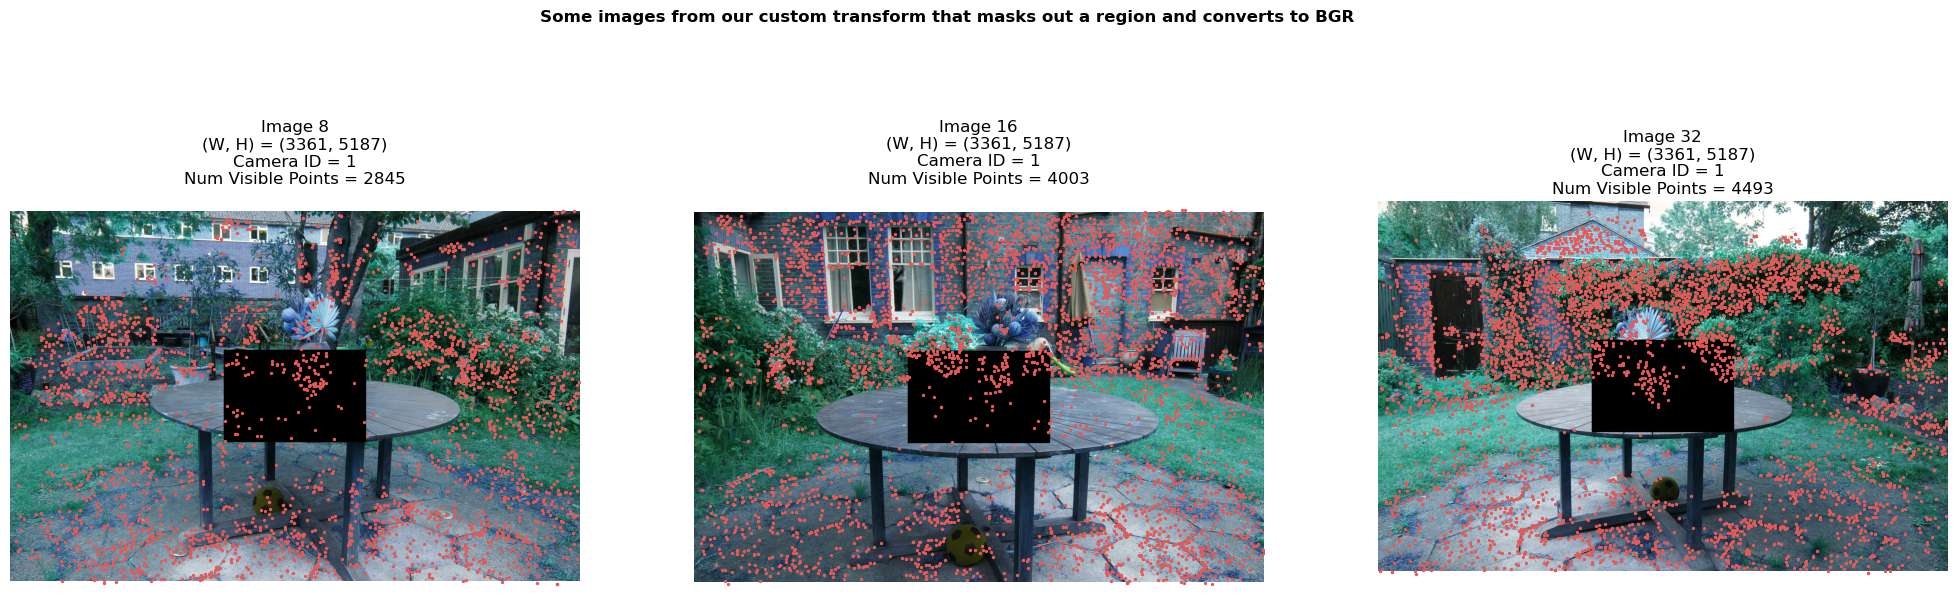 Some images from our custom transform that masks out a region and converts to BGR
Image 8
(W, H) = (3361, 5187)
Camera ID = 1
Num Visible Points = 2845
Image 16
(W, H) = (3361, 5187)
Camera ID = 1
Num Visible Points = 4003
Image 32
(W, H) = (3361, 5187)
Camera ID = 1
Num Visible Points = 4493